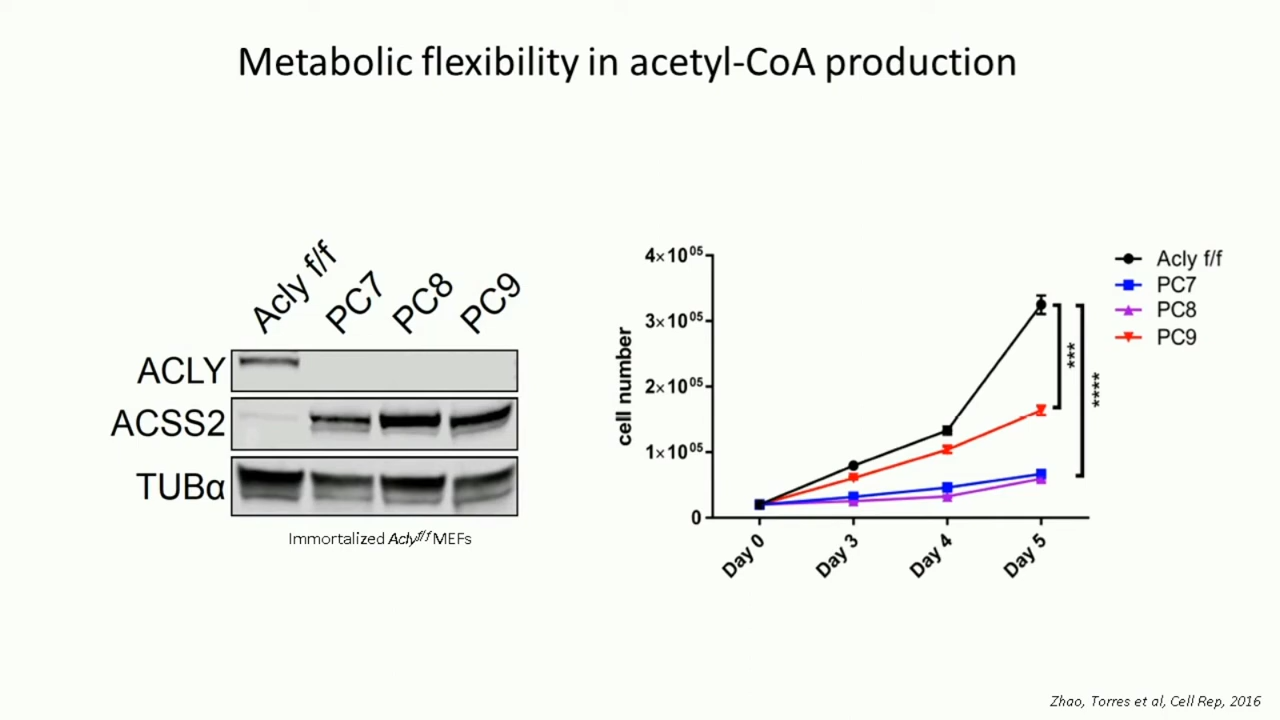 Metabolic flexibility in acetyl-CoA production
Acly f/f
PC7
PC8
PC9
ACLY
ACSS2
TUBα
Immortalized Aclyf/f MEFs
cell number
4×10⁰⁵
3×10⁰⁵
2×10⁰⁵
1×10⁰⁵
0
Day 0
Day 3
Day 4
Day 5
***
****
Acly f/f
PC7
PC8
PC9
Zhao, Torres et al, Cell Rep, 2016